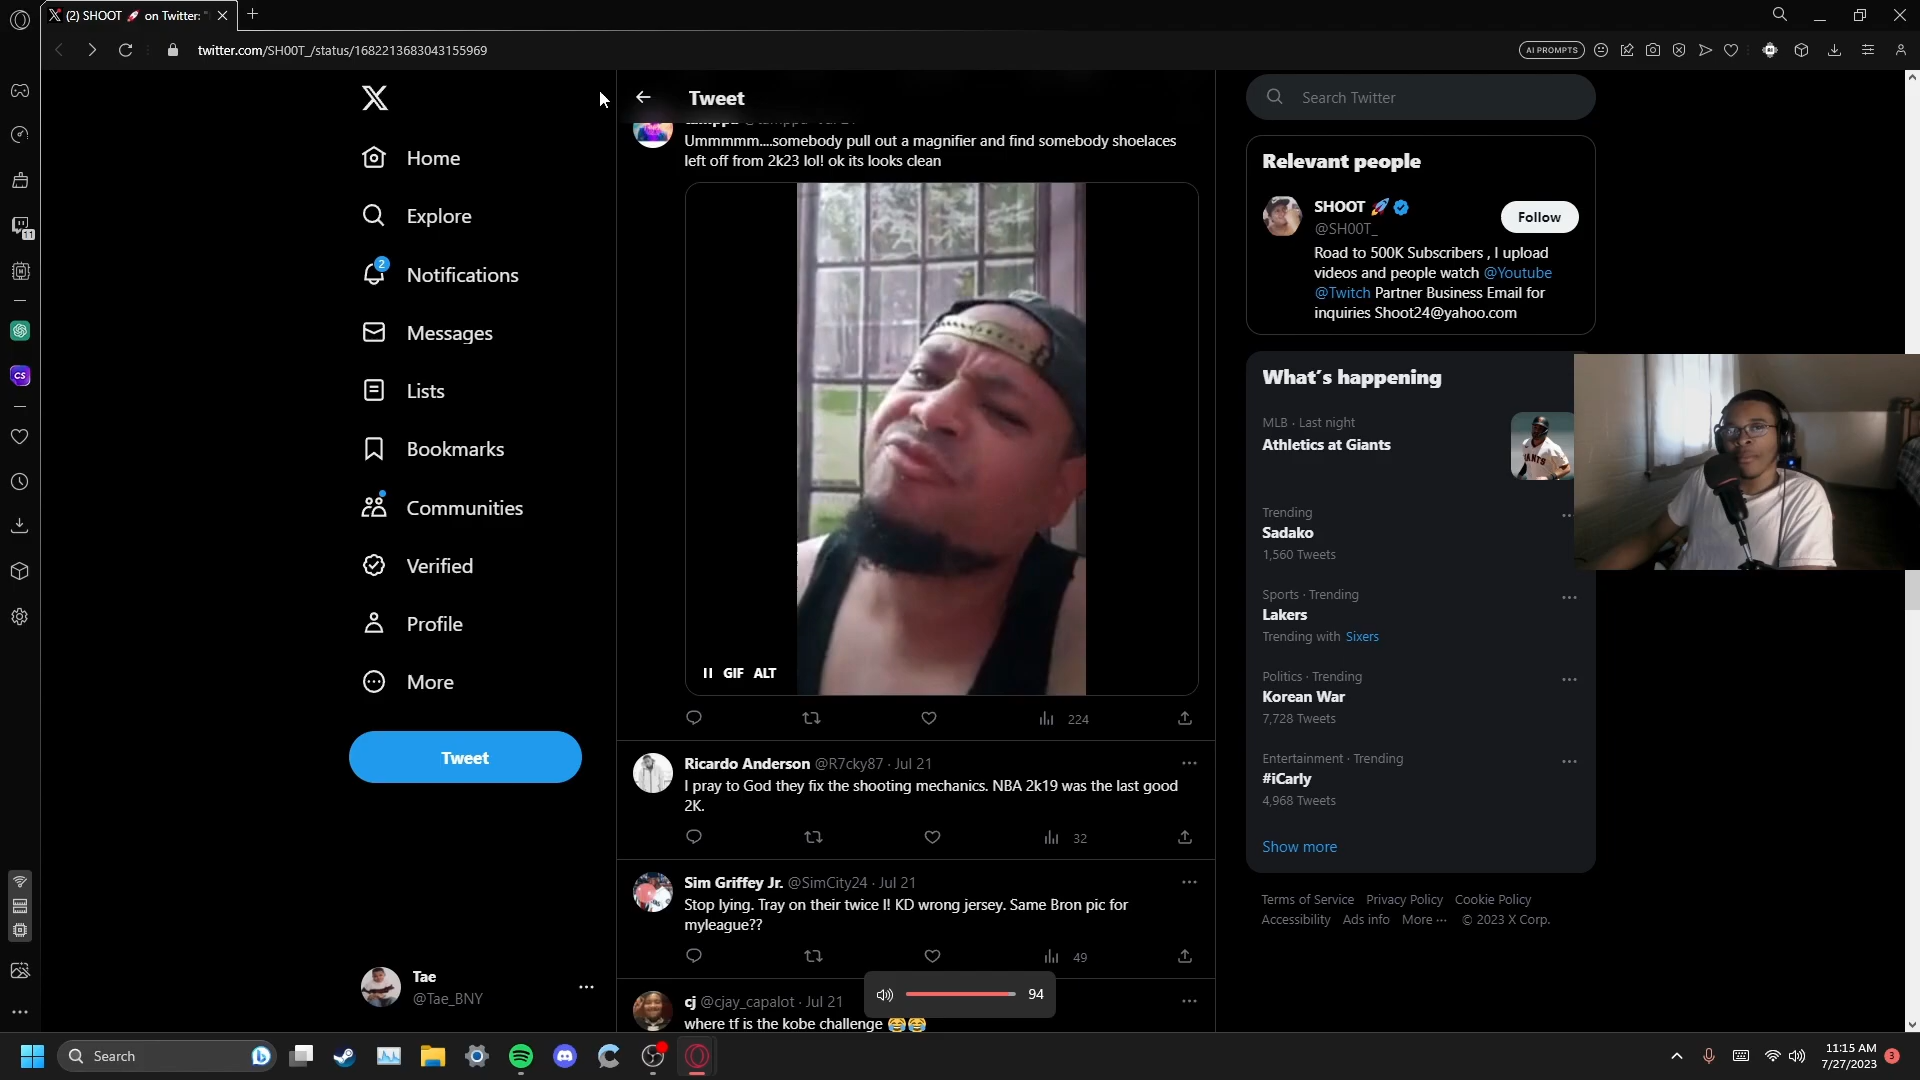 (2) SHOOT 🚀 on Twitter: "
twitter.com/SH00T_/status/1682213683043155969
AI PROMPTS
11
CS
Home
Explore
2
Notifications
Messages
Lists
Bookmarks
Communities
Verified
Profile
More
Tweet
Tae
@Tae_BNY
Tweet
Ummmmm....somebody pull out a magnifier and find somebody shoelaces
left off from 2k23 lol! ok its looks clean
GIF ALT
224
Ricardo Anderson @R7cky87 · Jul 21
I pray to God they fix the shooting mechanics. NBA 2k19 was the last good
2K.
32
Sim Griffey Jr. @SimCity24 · Jul 21
Stop lying. Tray on their twice I! KD wrong jersey. Same Bron pic for
myleague??
49
cj @cjay_capalot · Jul 21
where tf is the kobe challenge 😂😂
94
Search Twitter
Relevant people
SHOOT 🚀
@SH00T_
Follow
Road to 500K Subscribers , I upload
videos and people watch @Youtube
@Twitch Partner Business Email for
inquiries Shoot24@yahoo.com
What's happening
MLB · Last night
Athletics at Giants
Trending
Sadako
1,560 Tweets
Sports · Trending
Lakers
Trending with Sixers
Politics · Trending
Korean War
7,728 Tweets
Entertainment · Trending
#iCarly
4,968 Tweets
Show more
Terms of Service Privacy Policy Cookie Policy
Accessibility Ads info More ··· © 2023 X Corp.
Search
11:15 AM
7/27/2023
3